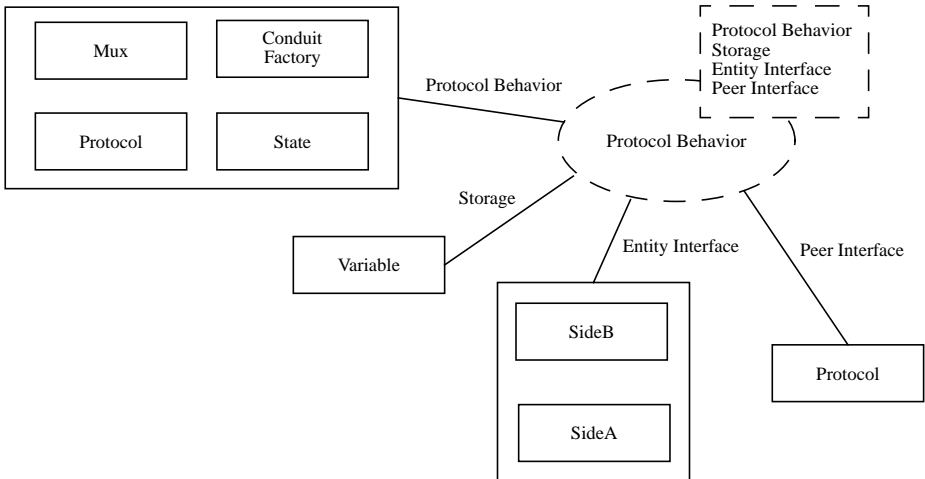 Mux
Conduit
Factory
Protocol
State
Protocol Behavior
Protocol Behavior
Storage
Entity Interface
Peer Interface
Protocol Behavior
Storage
Variable
Entity Interface
Peer Interface
SideB
SideA
Protocol